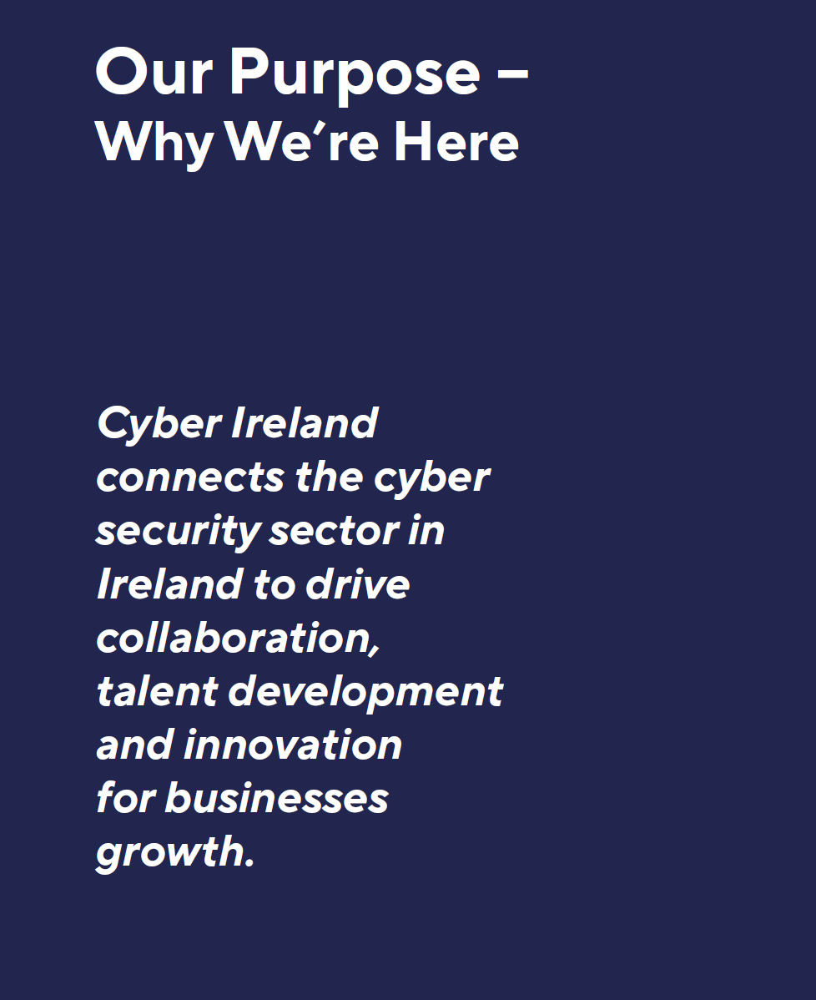 Our Purpose –
Why We’re Here
Cyber Ireland
connects the cyber
security sector in
Ireland to drive
collaboration,
talent development
and innovation
for businesses
growth.